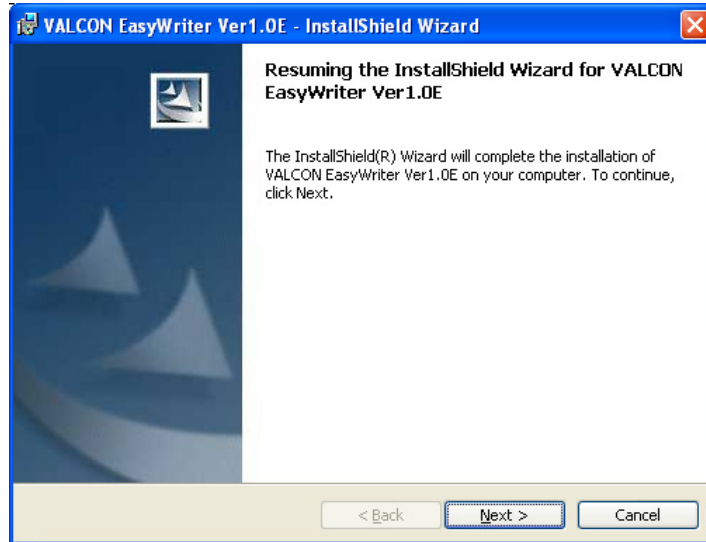 VALCON EasyWriter Ver1.0E - InstallShield Wizard
Resuming the InstallShield Wizard for VALCON
EasyWriter Ver1.0E
The InstallShield(R) Wizard will complete the installation of
VALCON EasyWriter Ver1.0E on your computer. To continue,
click Next.
< Back Next > Cancel